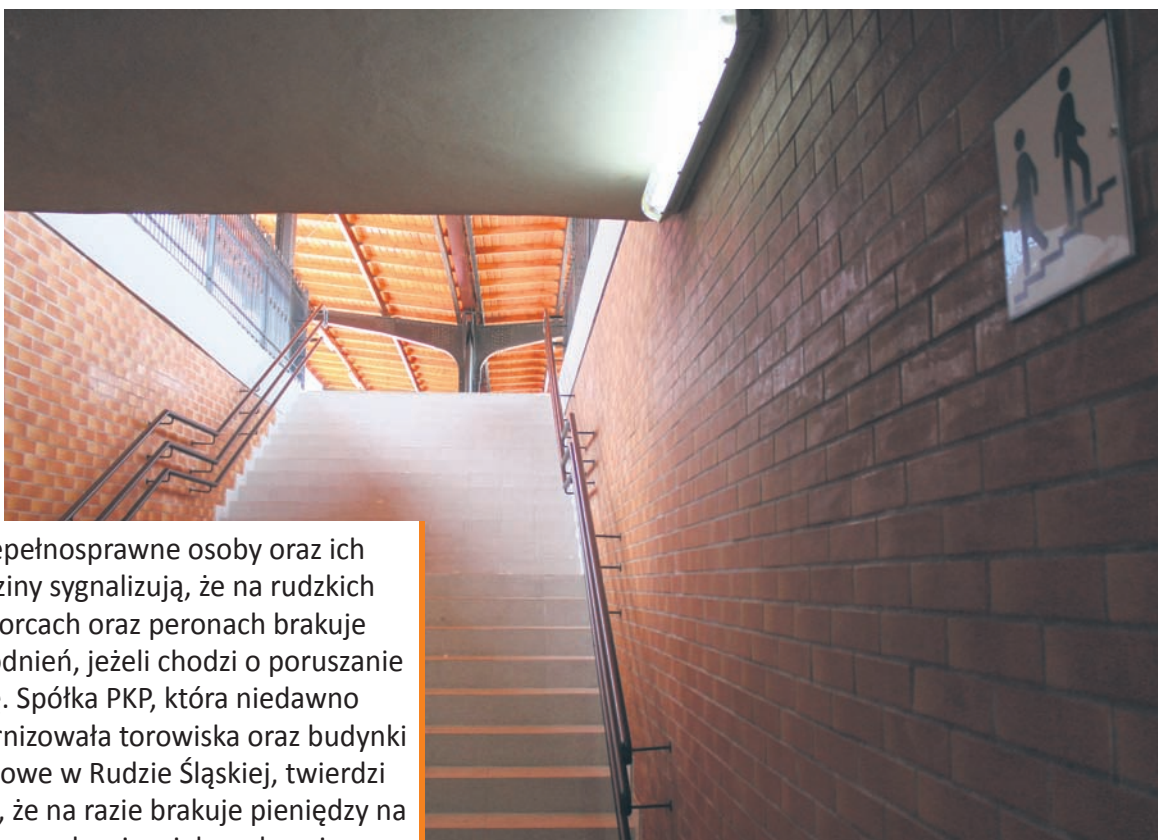 epełnosprawne osoby oraz ich
ziny sygnalizują, że na rudzkich
orcach oraz peronach brakuje
odnień, jeżeli chodzi o poruszanie
. Spółka PKP, która niedawno
rnizowała torowiska oraz budynki
owe w Rudzie Śląskiej, twierdzi
, że na razie brakuje pieniędzy na